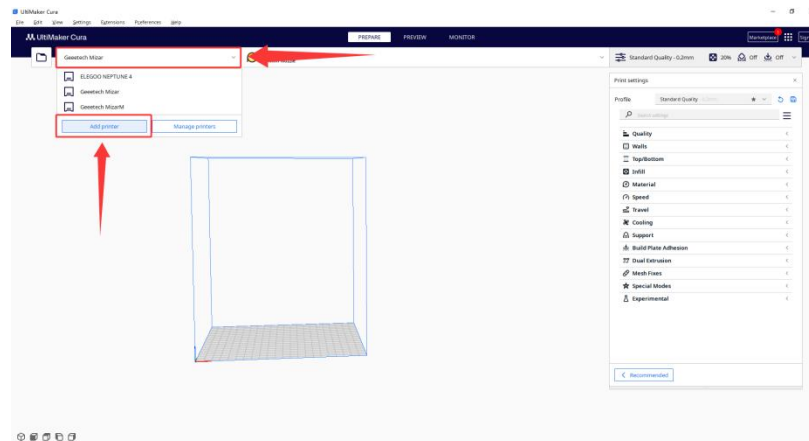 UltiMaker Cura
File Edit View Settings Extensions Preferences Help
UltiMaker Cura PREPARE PREVIEW MONITOR Marketplace Sign
Geeetech Mizar Standard Quality - 0.2mm 20% Off Off
ELEGOO NEPTUNE 4
Geeetech Mizar
Geeetech MizarM
Add printer Manage printers
Print settings
Profile Standard Quality
Search settings
Quality
Walls
Top/Bottom
Infill
Material
Speed
Travel
Cooling
Support
Build Plate Adhesion
Dual Extrusion
Mesh Fixes
Special Modes
Experimental
Recommended